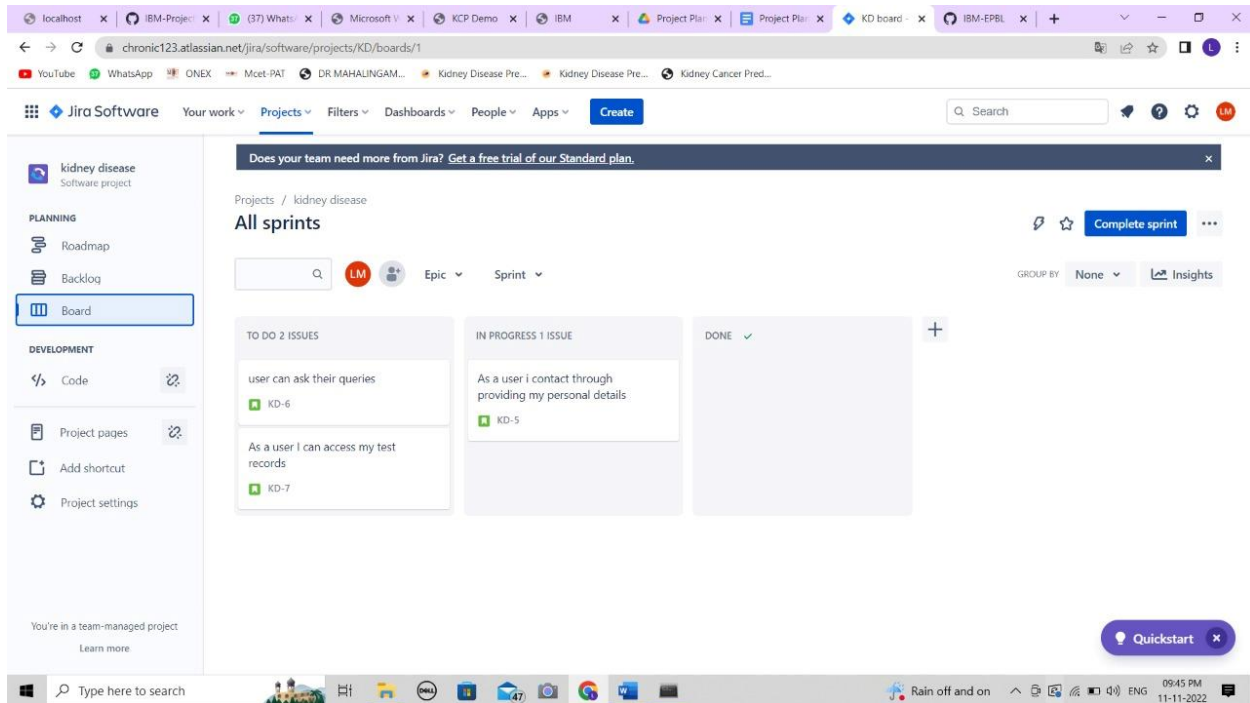 localhost
IBM-Project
(37) WhatsA
Microsoft W
KCP Demo
IBM
Project Plan
Project Plan
KD board -
IBM-EPBL
chronic123.atlassian.net/jira/software/projects/KD/boards/1
L
YouTube WhatsApp ONEX Mcet-PAT DR MAHALINGAM... Kidney Disease Pre... Kidney Disease Pre... Kidney Cancer Pred...
Jira Software Your work Projects Filters Dashboards People Apps Create Search LM
Does your team need more from Jira? Get a free trial of our Standard plan.
kidney disease
Software project
PLANNING
Roadmap
Backlog
Board
DEVELOPMENT
Code
Project pages
Add shortcut
Project settings
You're in a team-managed project
Learn more
Projects / kidney disease
All sprints
Complete sprint
LM Epic Sprint
GROUP BY None Insights
TO DO 2 ISSUES
user can ask their queries
KD-6
As a user I can access my test
records
KD-7
IN PROGRESS 1 ISSUE
As a user i contact through
providing my personal details
KD-5
DONE
Quickstart
Type here to search
DELL
47
W
Rain off and on
ENG
09:45 PM
11-11-2022